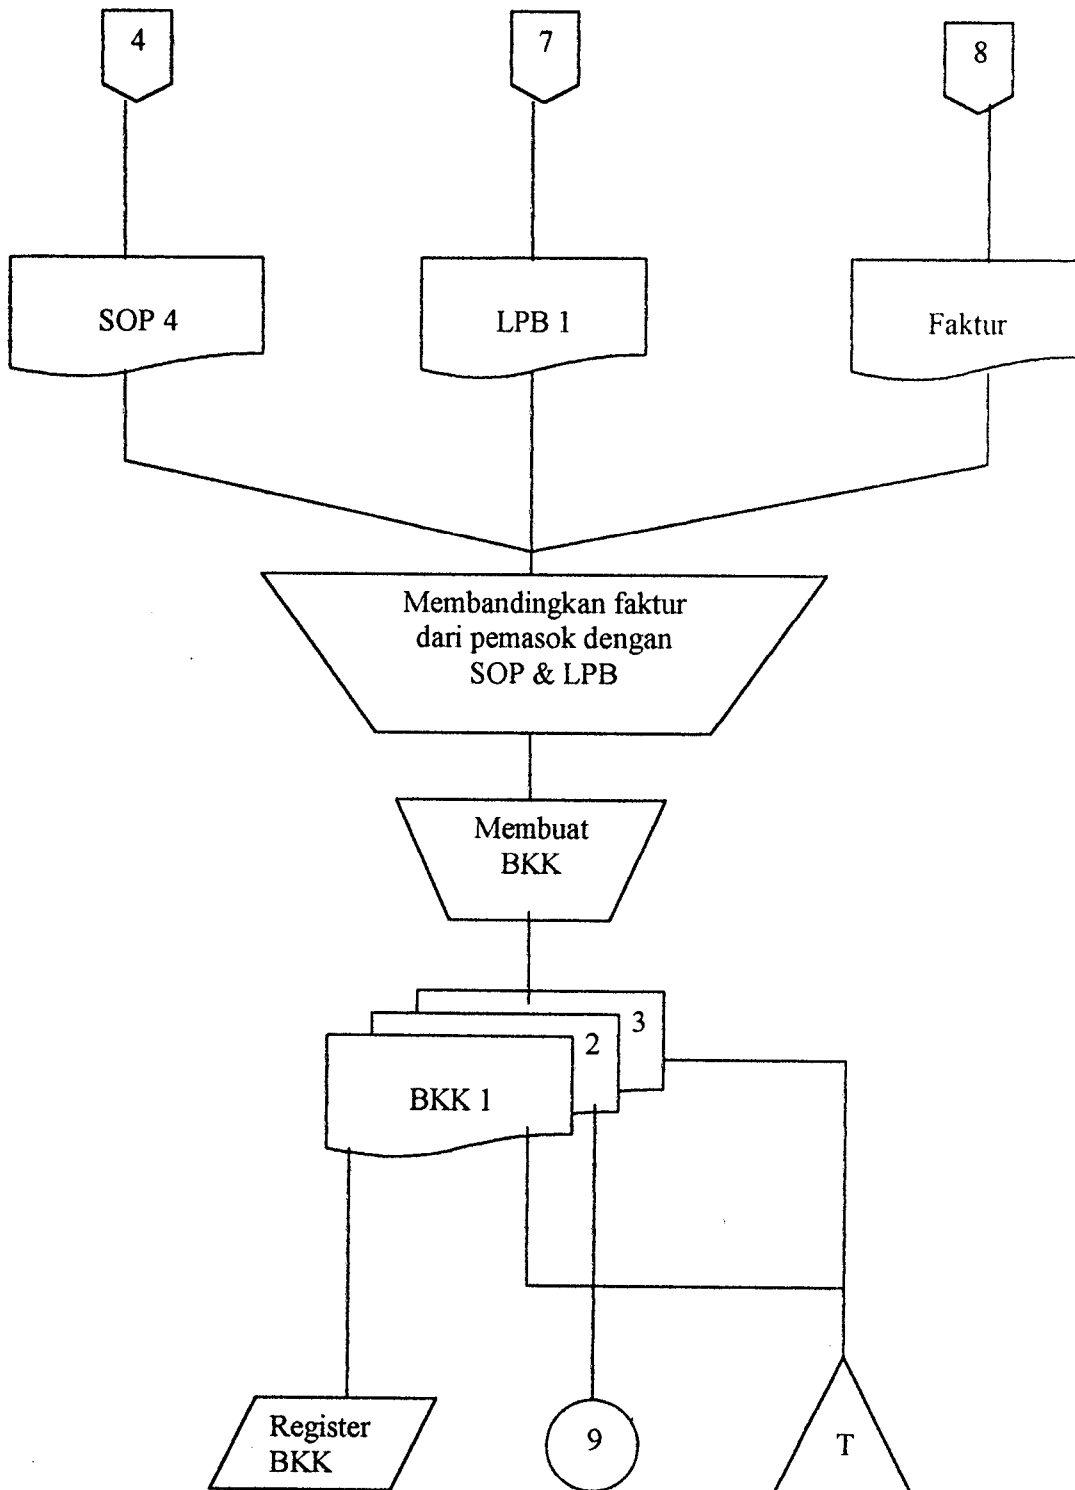 4
7
8
SOP 4
LPB 1
Faktur
Membandingkan faktur
dari pemasok dengan
SOP & LPB
Membuat
BKK
3
2
BKK 1
Register
BKK
9
T